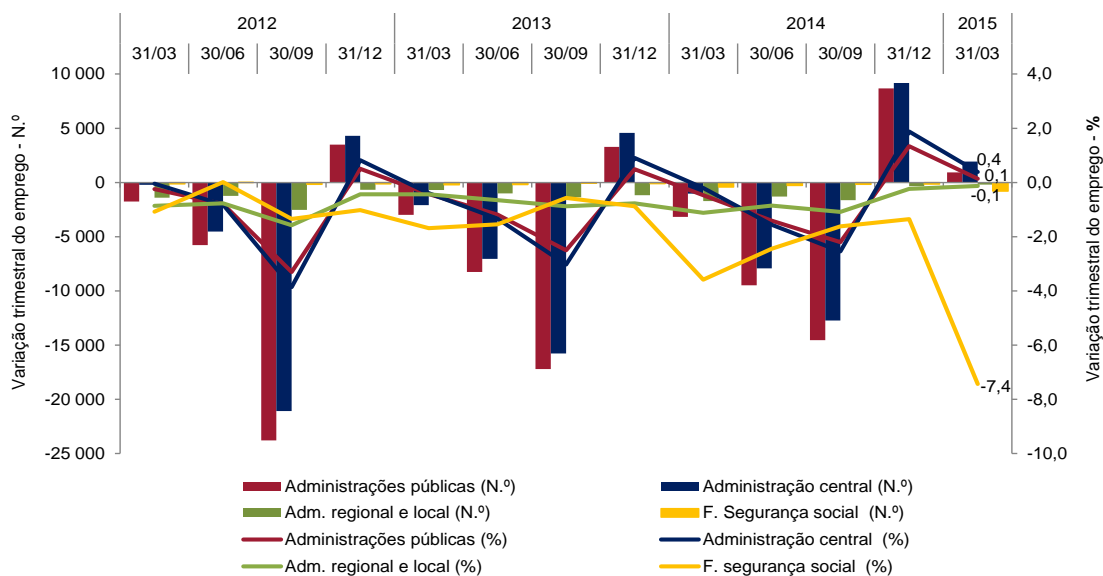 2012 2013 2014 2015
31/03 30/06 30/09 31/12 31/03 30/06 30/09 31/12 31/03 30/06 30/09 31/12 31/03
Variação trimestral do emprego - N.º
10 000
5 000
0
-5 000
-10 000
-15 000
-20 000
-25 000
4,0
2,0
0,0
-2,0
-4,0
-6,0
-8,0
-10,0
Variação trimestral do emprego - %
0,4
0,1
-0,1
-7,4
Administrações públicas (N.º) Administração central (N.º)
Adm. regional e local (N.º) F. Segurança social (N.º)
Administrações públicas (%) Administração central (%)
Adm. regional e local (%) F. segurança social (%)